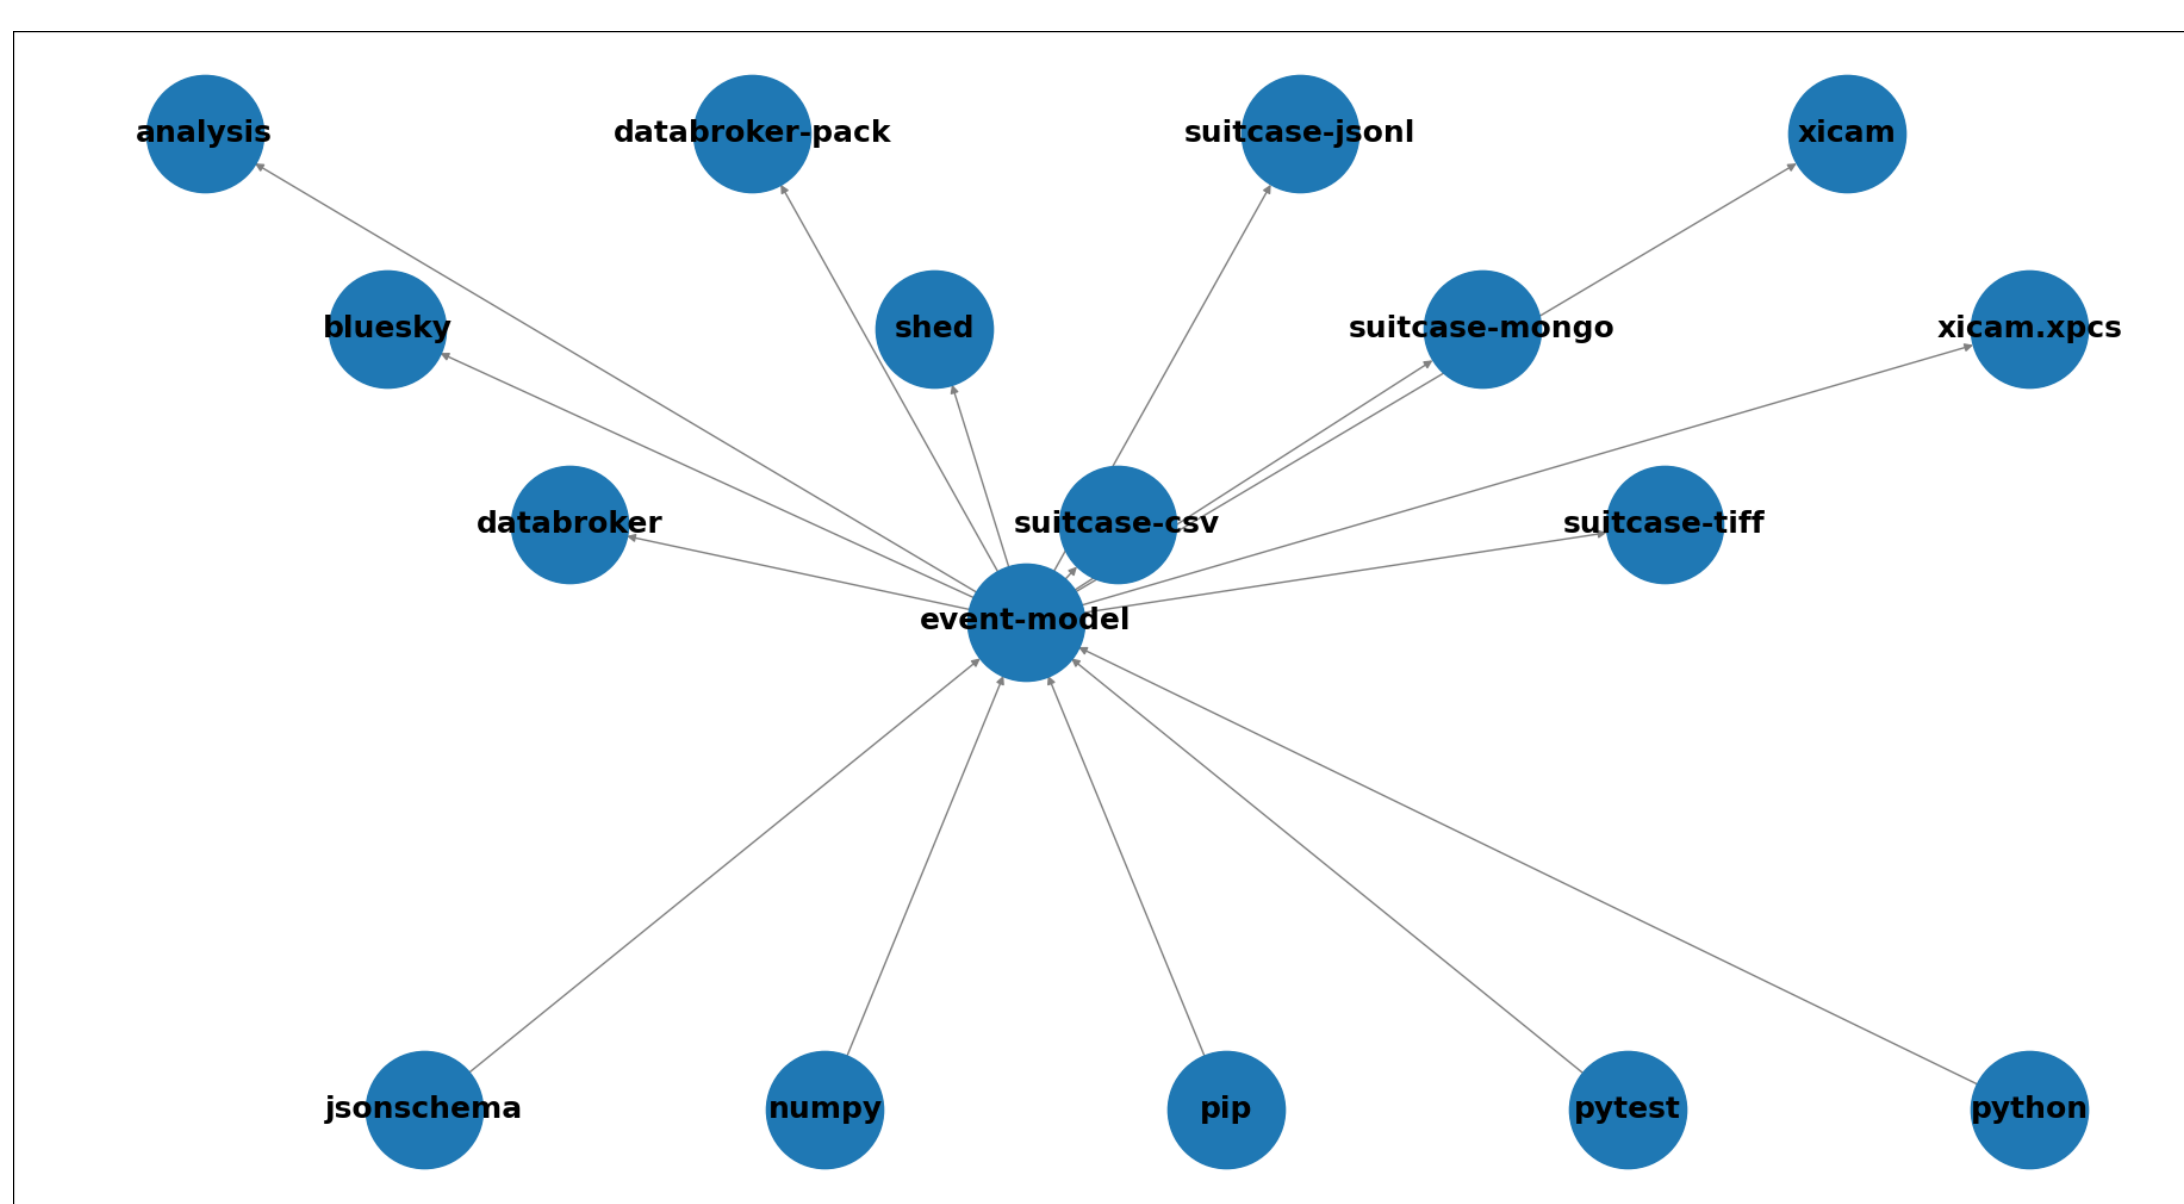 analysis
databroker-pack
suitcase-jsonl
xicam
bluesky
shed
suitcase-mongo
xicam.xpcs
databroker
suitcase-csv
suitcase-tiff
event-model
jsonschema
numpy
pip
pytest
python